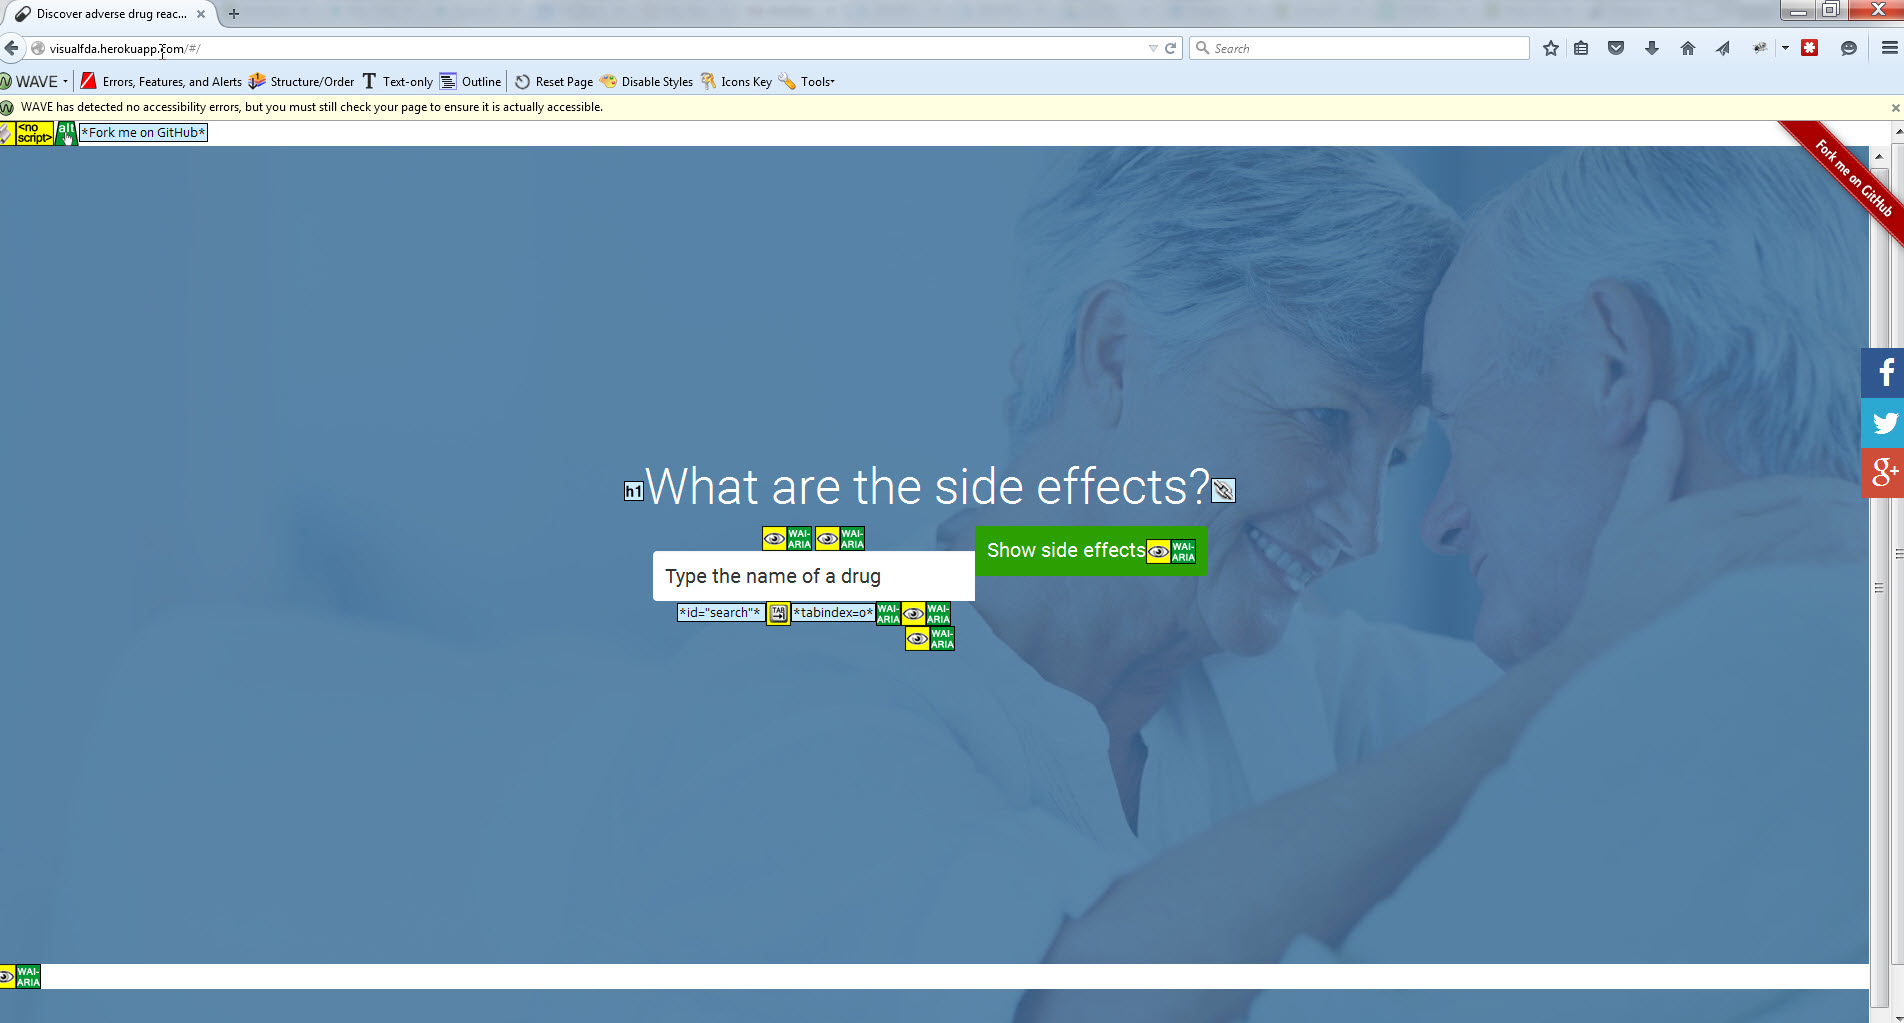 Discover adverse drug reac...
visualfda.herokuapp.com/#/
Search
WAVE Errors, Features, and Alerts Structure/Order Text-only Outline Reset Page Disable Styles Icons Key Tools
WAVE has detected no accessibility errors, but you must still check your page to ensure it is actually accessible.
<no script> alt *Fork me on GitHub*
Fork me on GitHub
f
g+
h1 What are the side effects?
WAI-ARIA WAI-ARIA
Show side effects WAI-ARIA
Type the name of a drug
*id="search"* TAB *tabindex=o* WAI-ARIA WAI-ARIA
WAI-ARIA
WAI-ARIA